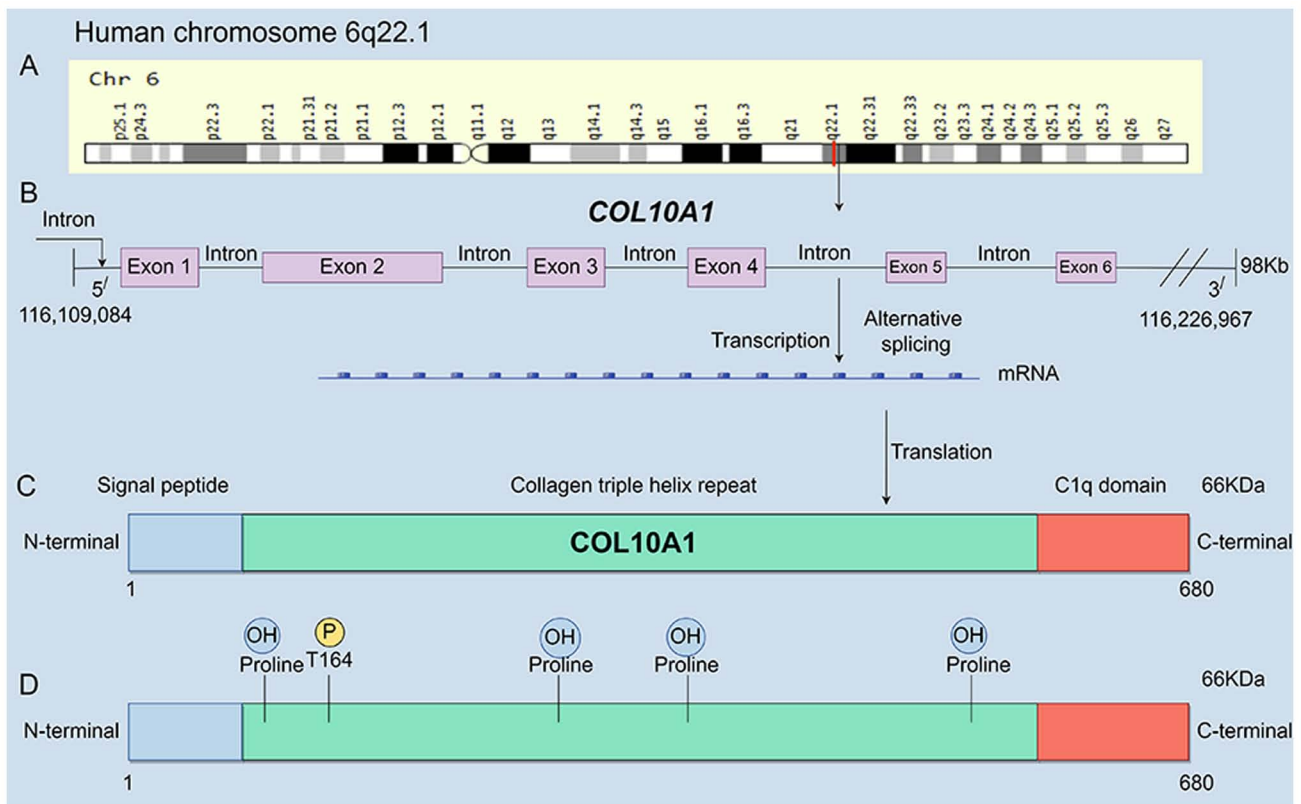 Human chromosome 6q22.1
A
Chr 6
p25.1 p24.3 p22.3 p22.1 p21.31 p21.2 p21.1 p12.3 p12.1 q11.1 q12 q13 q14.1 q14.3 q15 q16.1 q16.3 q21 q22.1 q22.31 q22.33 q23.2 q23.3 q24.1 q24.2 q24.3 q25.1 q25.2 q25.3 q26 q27
B
COL10A1
Intron
Intron Intron Intron Intron Intron
Exon 1 Exon 2 Exon 3 Exon 4 Exon 5 Exon 6 98Kb
5/ 3/
116,109,084 116,226,967
Transcription Alternative
splicing
mRNA
Translation
C Signal peptide Collagen triple helix repeat C1q domain 66KDa
N-terminal COL10A1 C-terminal
1 680
OH P OH OH OH
Proline T164 Proline Proline Proline
D 66KDa
N-terminal C-terminal
1 680